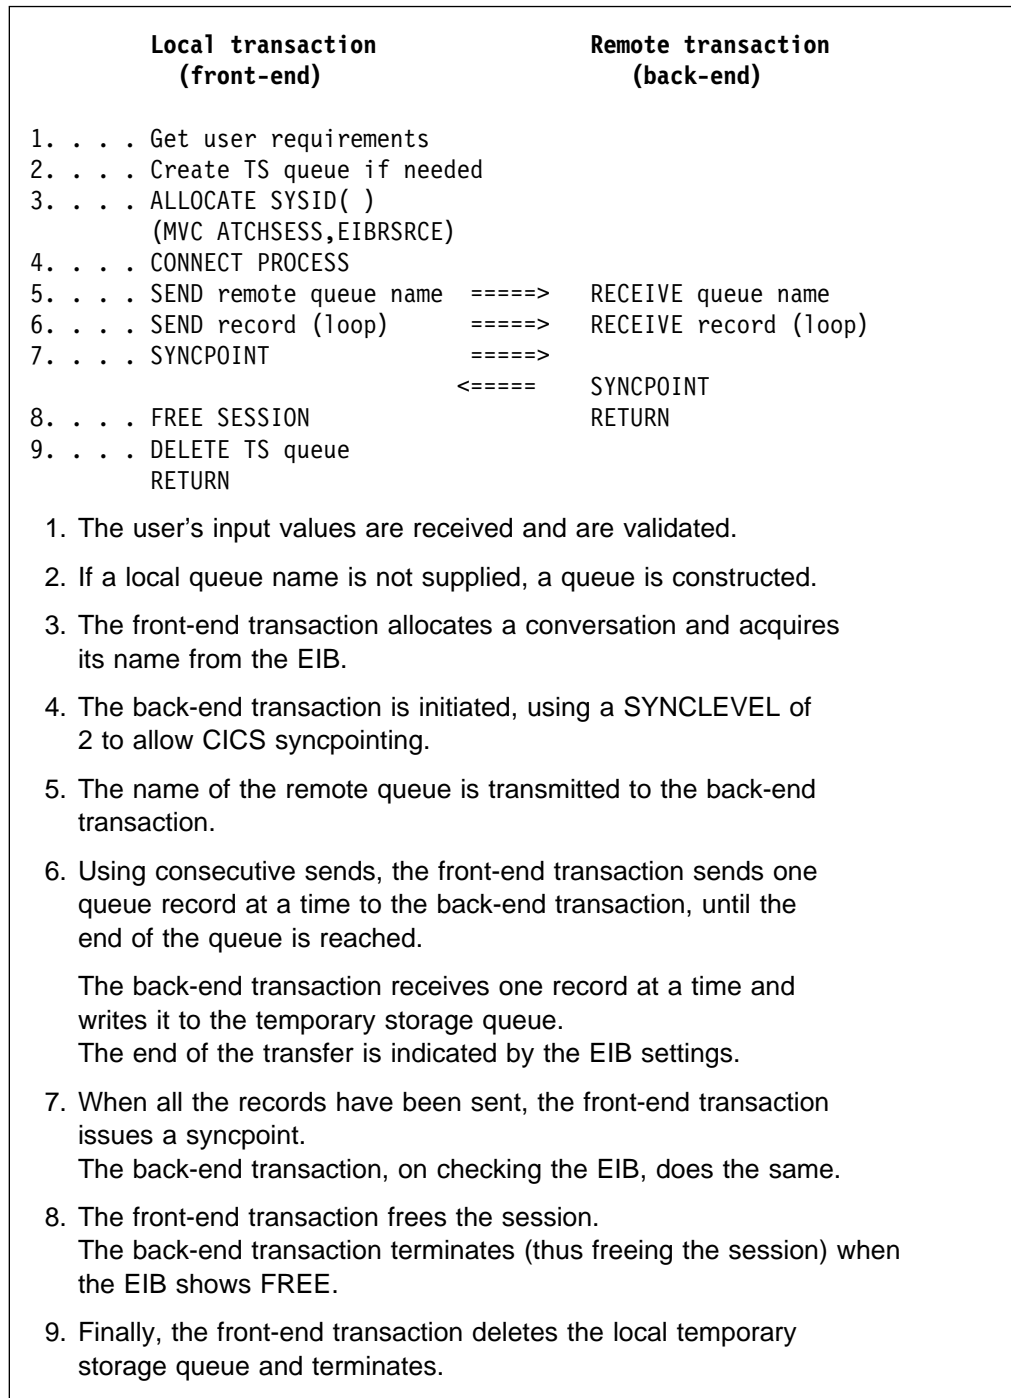 Local transaction Remote transaction
(front-end) (back-end)
1. . . . Get user requirements
2. . . . Create TS queue if needed
3. . . . ALLOCATE SYSID( )
(MVC ATCHSESS,EIBRSRCE)
4. . . . CONNECT PROCESS
5. . . . SEND remote queue name =====> RECEIVE queue name
6. . . . SEND record (loop) =====> RECEIVE record (loop)
7. . . . SYNCPOINT =====>
<===== SYNCPOINT
8. . . . FREE SESSION RETURN
9. . . . DELETE TS queue
RETURN
1. The user's input values are received and are validated.
2. If a local queue name is not supplied, a queue is constructed.
3. The front-end transaction allocates a conversation and acquires
its name from the EIB.
4. The back-end transaction is initiated, using a SYNCLEVEL of
2 to allow CICS syncpointing.
5. The name of the remote queue is transmitted to the back-end
transaction.
6. Using consecutive sends, the front-end transaction sends one
queue record at a time to the back-end transaction, until the
end of the queue is reached.
The back-end transaction receives one record at a time and
writes it to the temporary storage queue.
The end of the transfer is indicated by the EIB settings.
7. When all the records have been sent, the front-end transaction
issues a syncpoint.
The back-end transaction, on checking the EIB, does the same.
8. The front-end transaction frees the session.
The back-end transaction terminates (thus freeing the session) when
the EIB shows FREE.
9. Finally, the front-end transaction deletes the local temporary
storage queue and terminates.